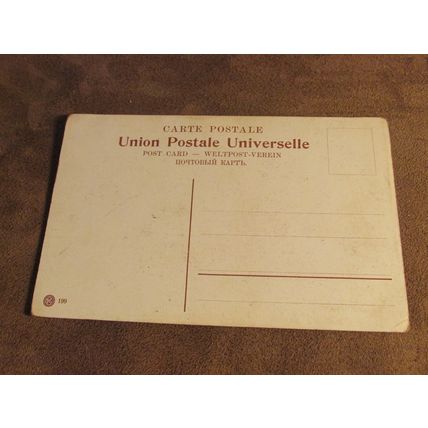 CARTE POSTALE
Union Postale Universelle
POST CARD — WELTPOST-VEREIN
ПОЧТОВЫЙ КАРТЪ.
199